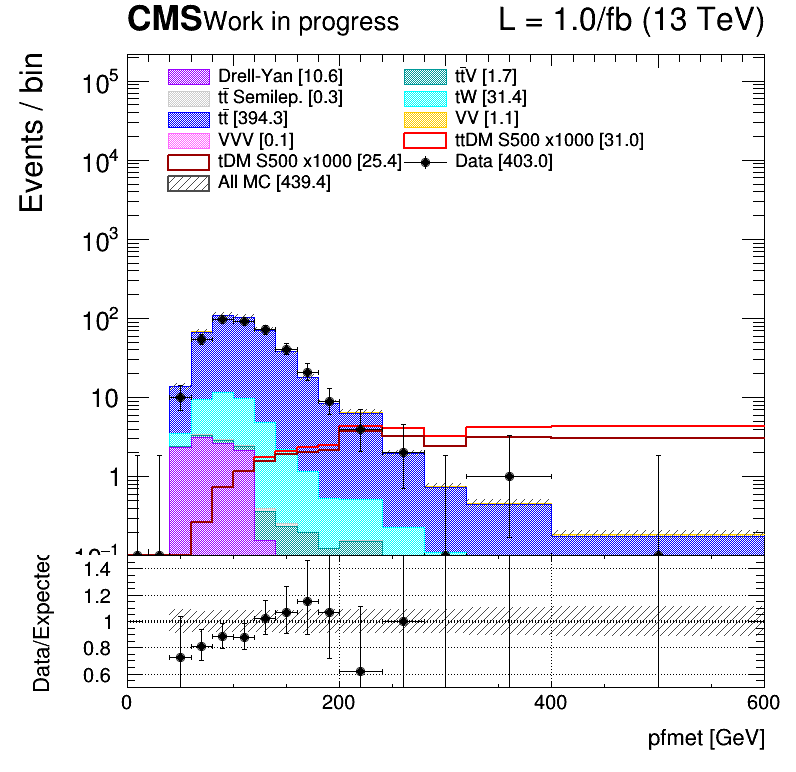 CMS Work in progress L = 1.0/fb (13 TeV)
Drell-Yan [10.6] tt̄V [1.7]
tt̄ Semilep. [0.3] tW [31.4]
tt̄ [394.3] VV [1.1]
VVV [0.1] ttDM S500 x1000 [31.0]
tDM S500 x1000 [25.4] Data [403.0]
All MC [439.4]
Events / bin
10⁵
10⁴
10³
10²
10
1
10⁻¹
Data/Expected
1.4
1.2
1
0.8
0.6
0 200 400 600
pfmet [GeV]